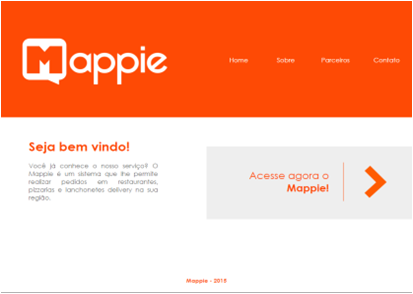 Mappie
Home Sobre Parceiros Contato
Seja bem vindo!
Você já conhece o nosso serviço? O
Mappie é um sistema que lhe permite
realizar pedidos em restaurantes,
pizzarias e lanchonetes delivery na sua
região.
Acesse agora o
Mappie!
Mappie - 2015